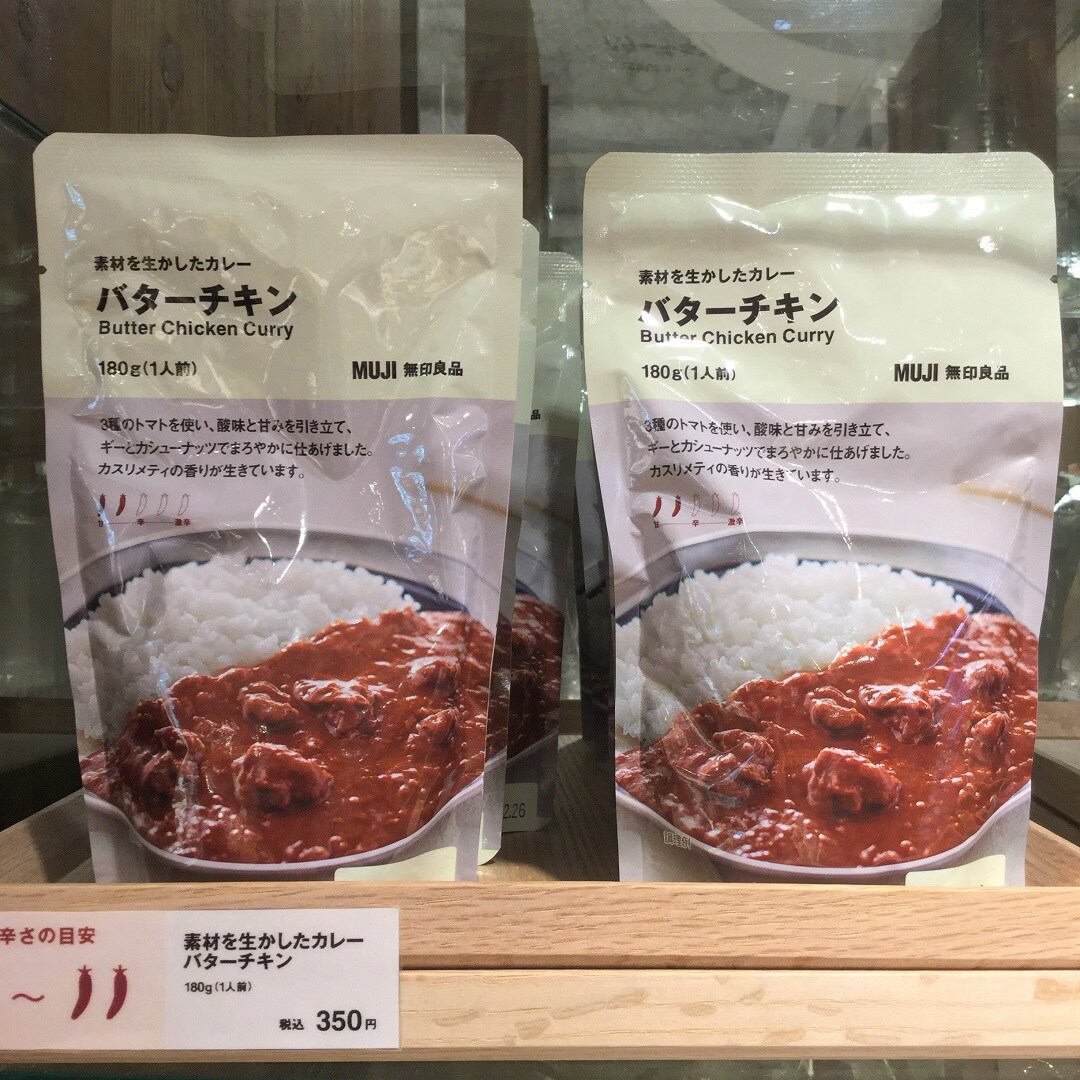 素材を生かしたカレー
バターチキン
Butter Chicken Curry
180g(1人前)
MUJI 無印良品
3種のトマトを使い、酸味と甘みを引き立て、
ギーとカシューナッツでまろやかに仕あげました。
カスリメティの香りが生きています。
甘 辛 激辛
素材を生かしたカレー
バターチキン
Butter Chicken Curry
180g(1人前)
MUJI 無印良品
3種のトマトを使い、酸味と甘みを引き立て、
ギーとカシューナッツでまろやかに仕あげました。
カスリメティの香りが生きています。
甘 辛 激辛
調理例
品
2.26
辛さの目安
~
素材を生かしたカレー
バターチキン
180g(1人前)
税込 350円